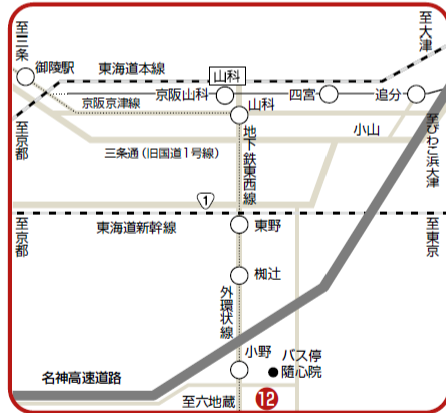 至三条
至大津
御陵駅
東海道本線
山科
京阪山科
四宮
追分
京阪京津線
山科
小山
至びわこ浜大津
至京都
三条通(旧国道1号線)
地下鉄東西線
1
東海道新幹線
東野
至京都
至東京
椥辻
外環状線
小野
バス停
随心院
名神高速道路
至六地蔵
12